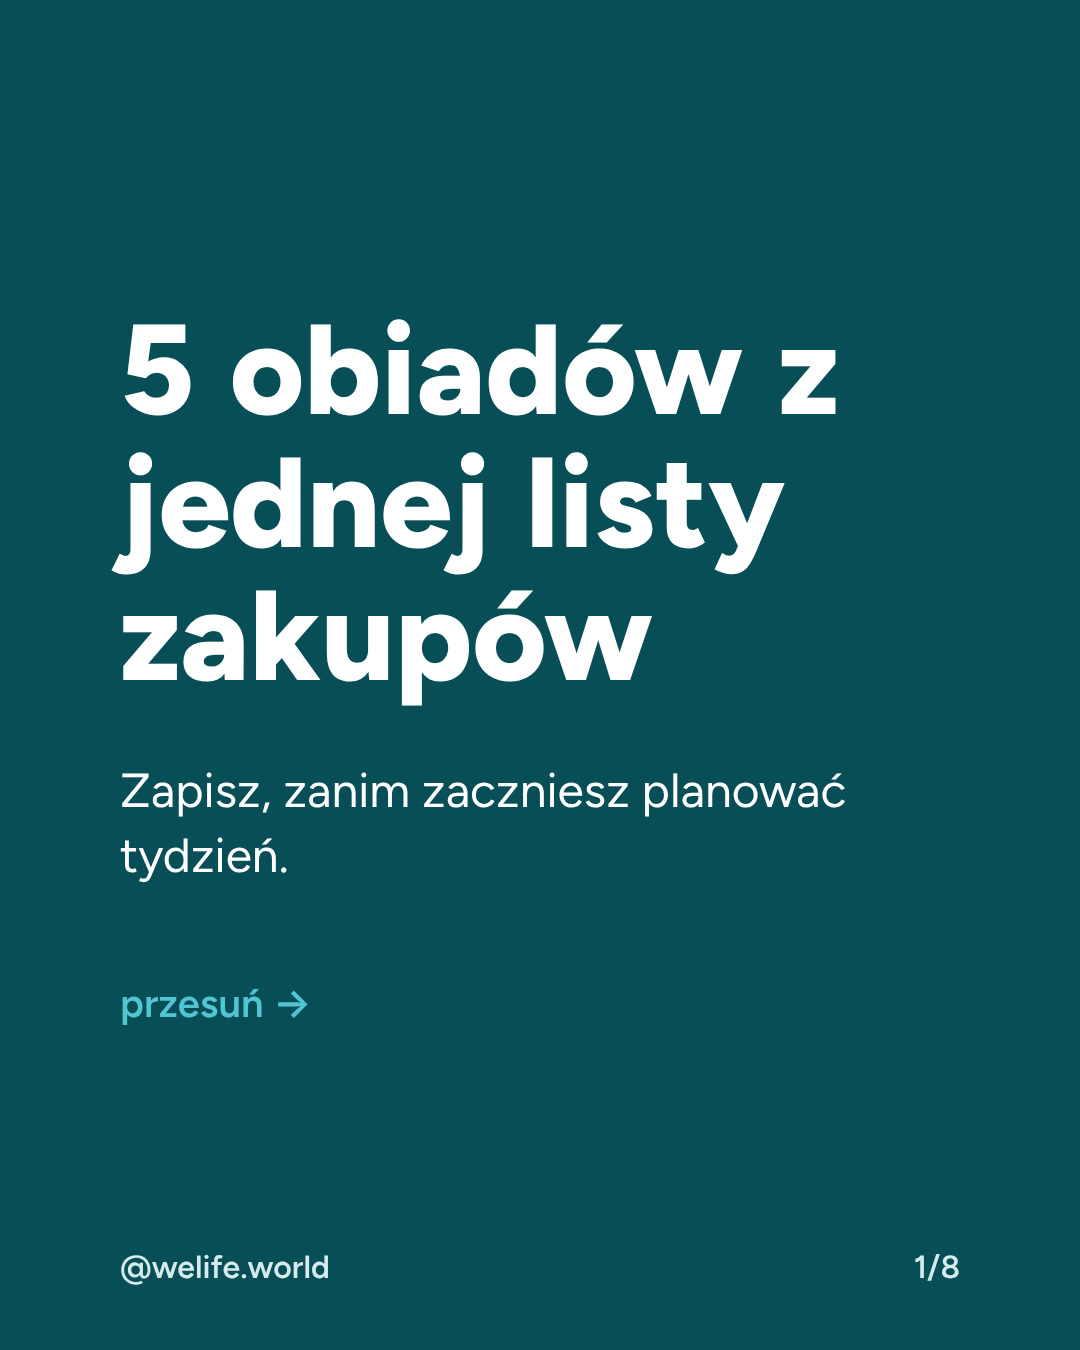 5 obiadów z
jednej listy
zakupów
Zapisz, zanim zaczniesz planować
tydzień.
przesuń →
@welife.world
1/8